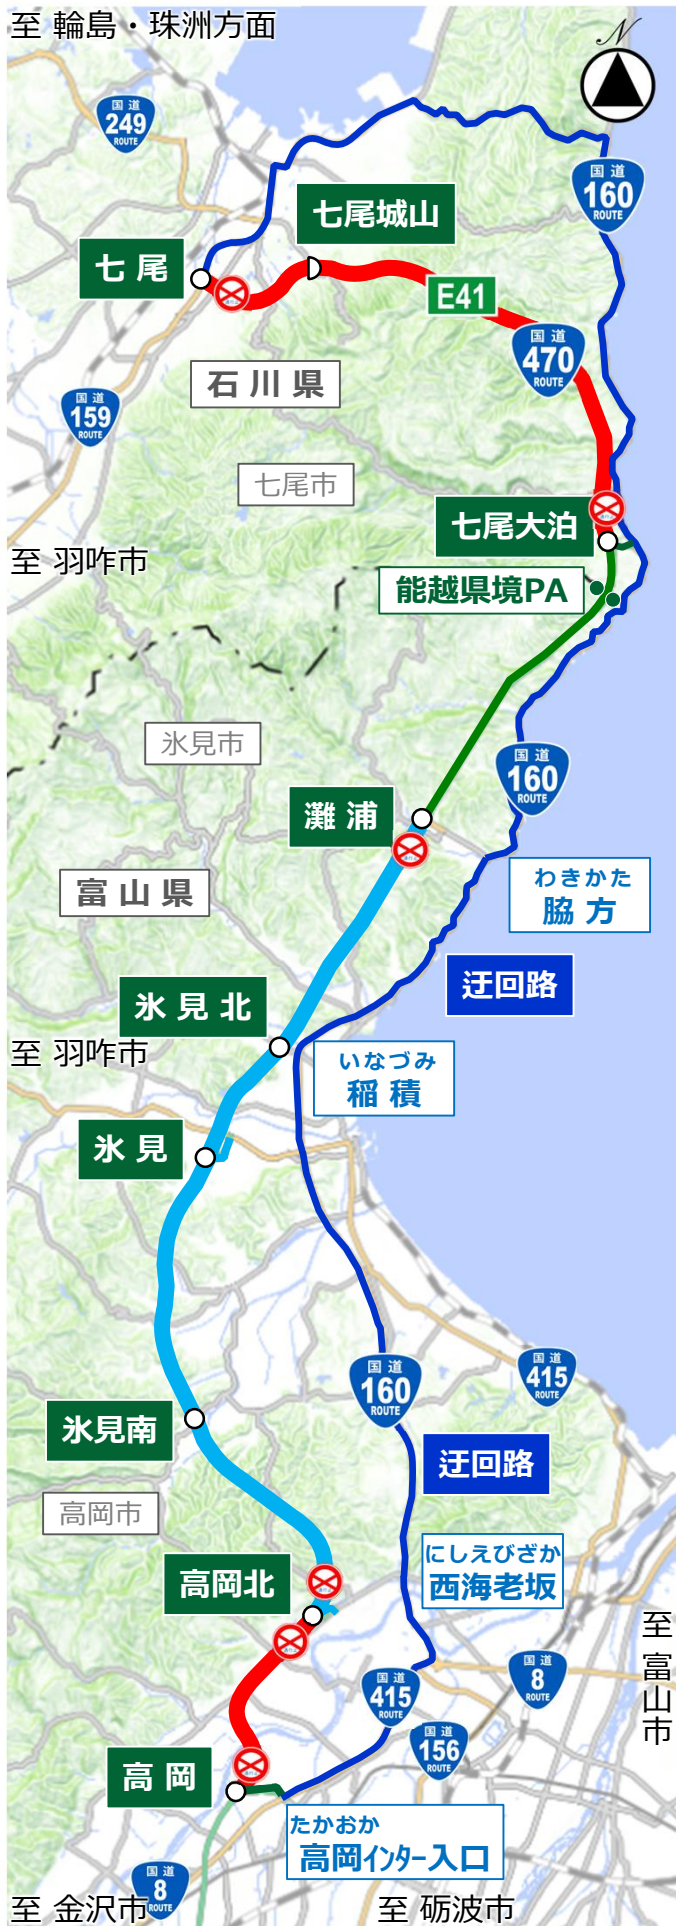 至 輪島・珠洲方面
N
国道
249
ROUTE
国道
160
ROUTE
七尾城山
七尾
E41
国道
470
ROUTE
石川県
国道
159
ROUTE
七尾市
七尾大泊
至 羽咋市
能越県境PA
氷見市
国道
160
ROUTE
灘浦
富山県
わきかた
脇方
迂回路
氷見北
至 羽咋市
いなづみ
稲積
氷見
国道
415
ROUTE
国道
160
ROUTE
氷見南
迂回路
高岡市
にしえびざか
西海老坂
高岡北
至 富山市
国道
8
ROUTE
国道
415
ROUTE
国道
156
ROUTE
高岡
たかおか
高岡インター入口
国道
8
ROUTE
至 金沢市
至 砺波市